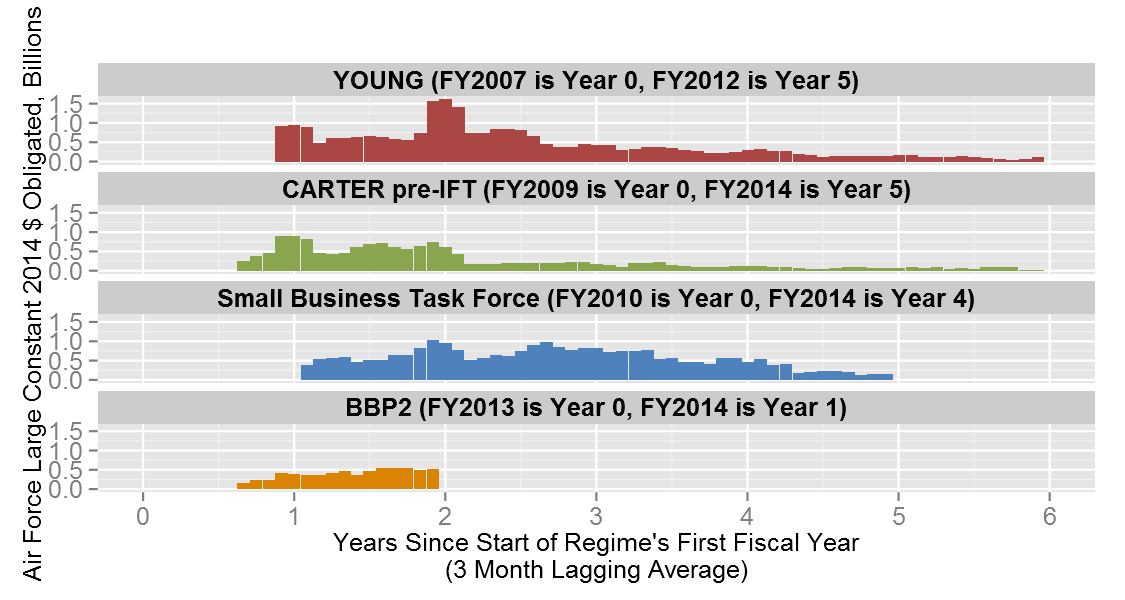 Air Force Large Constant 2014 $ Obligated, Billions
YOUNG (FY2007 is Year 0, FY2012 is Year 5)
1.5
1.0
0.5
0.0
CARTER pre-IFT (FY2009 is Year 0, FY2014 is Year 5)
1.5
1.0
0.5
0.0
Small Business Task Force (FY2010 is Year 0, FY2014 is Year 4)
1.5
1.0
0.5
0.0
BBP2 (FY2013 is Year 0, FY2014 is Year 1)
1.5
1.0
0.5
0.0
0 1 2 3 4 5 6
Years Since Start of Regime's First Fiscal Year
(3 Month Lagging Average)